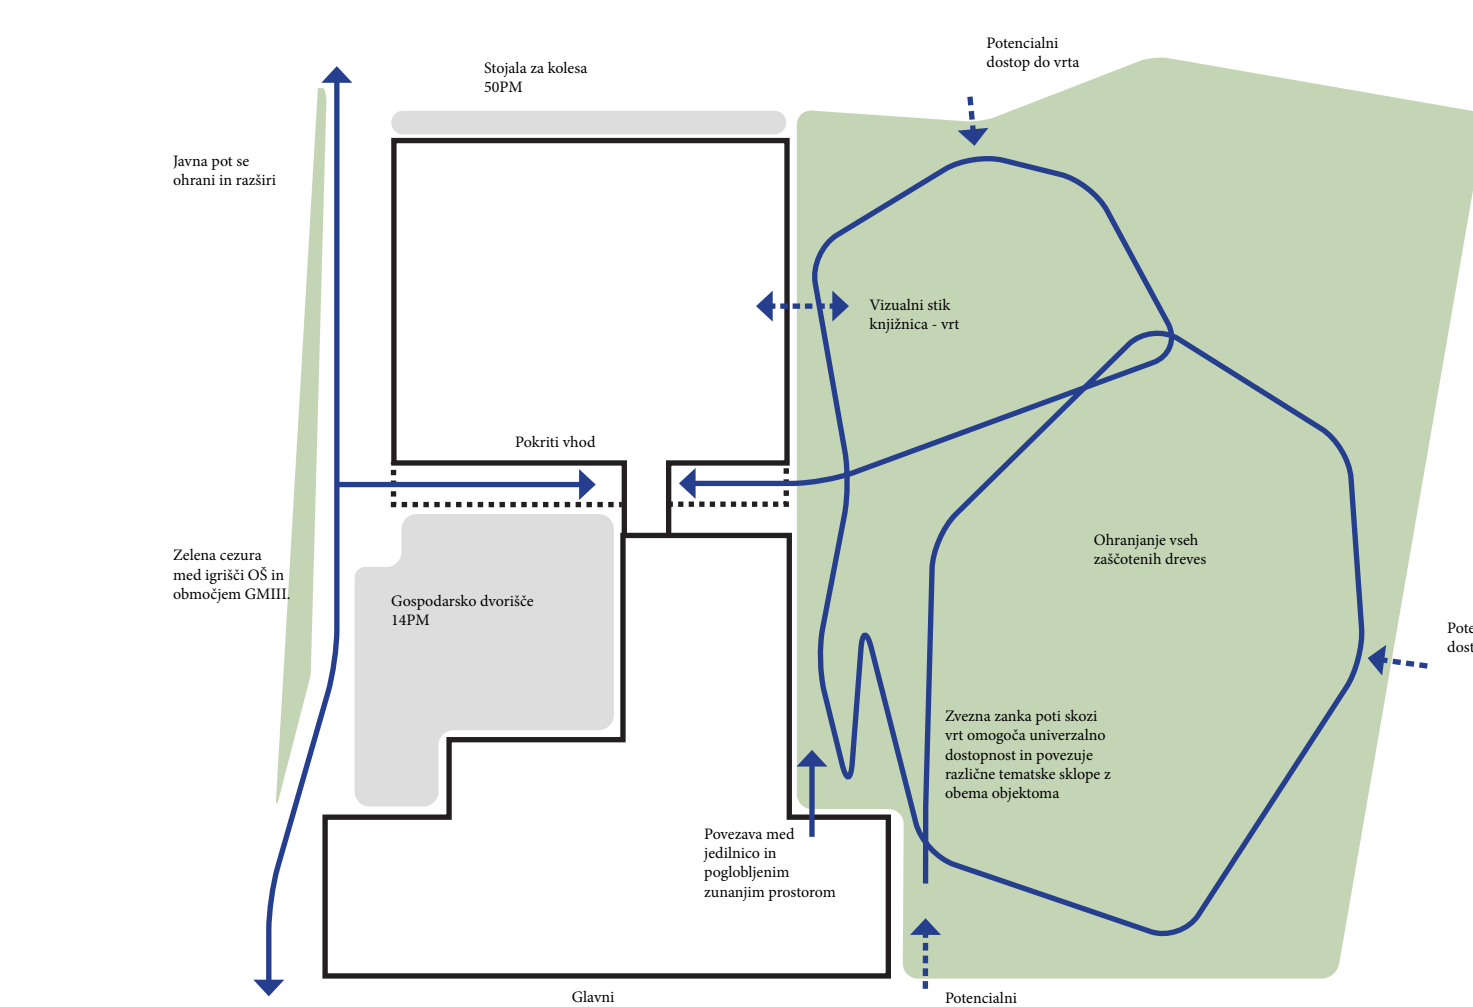 Potencialni
dostop do vrta
Stojala za kolesa
50PM
Javna pot se
ohrani in razširi
Vizualni stik
knjižnica - vrt
Pokriti vhod
Ohranjanje vseh
zaščotenih dreves
Zelena cezura
med igrišči OŠ in
območjem GMIII.
Gospodarsko dvorišče
14PM
Pote
dost
Zvezna zanka poti skozi
vrt omogoča univerzalno
dostopnost in povezuje
različne tematske sklope z
obema objektoma
Povezava med
jedilnico in
poglobljenim
zunanjim prostorom
Glavni
Potencialni